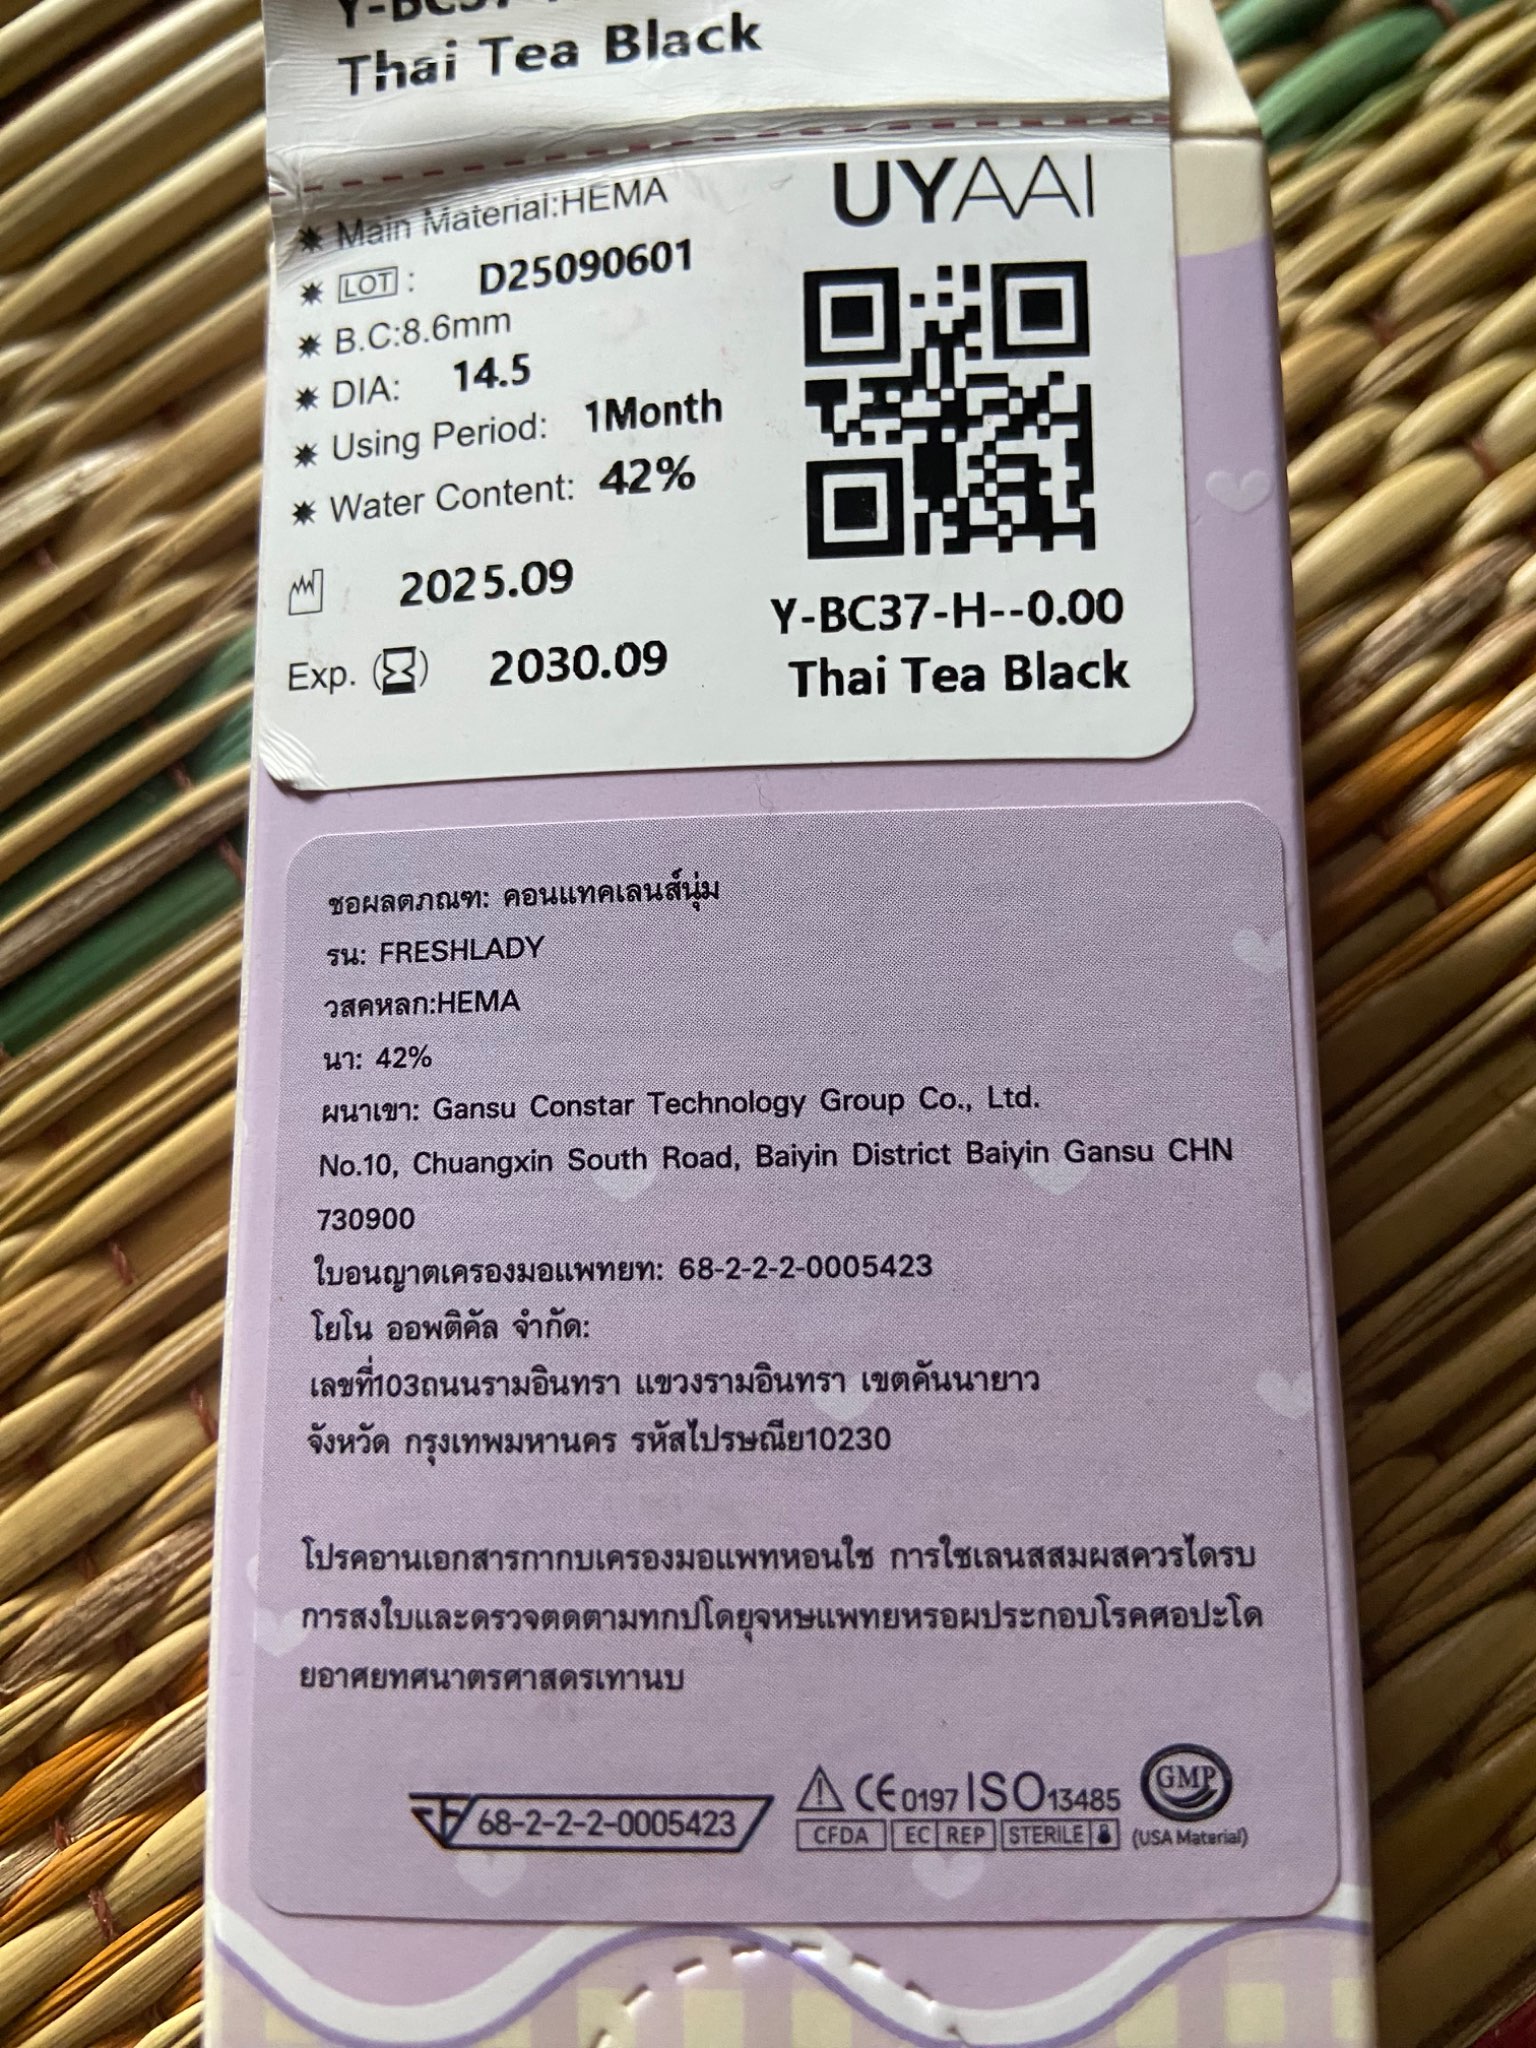 Thai Tea Black
Main Material:HEMA
LOT : D25090601
B.C:8.6mm
DIA: 14.5
Using Period: 1Month
Water Content: 42%
2025.09
Exp. ( ) 2030.09
UYAAI
Y-BC37-H--0.00
Thai Tea Black
ชอผลตภณฑ: คอนแทคเลนส์นุ่ม
รน: FRESHLADY
วสดหลก:HEMA
นา: 42%
ผนาเขา: Gansu Constar Technology Group Co., Ltd.
No.10, Chuangxin South Road, Baiyin District Baiyin Gansu CHN
730900
ใบอนญาตเครองมอแพทยท: 68-2-2-2-0005423
โยโน ออพติคัล จำกัด:
เลขที่103ถนนรามอินทรา แขวงรามอินทรา เขตคันนายาว
จังหวัด กรุงเทพมหานคร รหัสไปรษณีย10230
โปรคอานเอกสารกากบเครองมอแพทหอนใช การใชเลนสสมผสควรไดรบ
การสงใบและตรวจตดตามทกปโดยุจหษแพทยหรอผประกอบโรคศอปะโด
ยอาศยทศนาตรศาสดรเทานบ
68-2-2-2-0005423
CE 0197 ISO 13485
GMP
CFDA EC REP STERILE (USA Material)